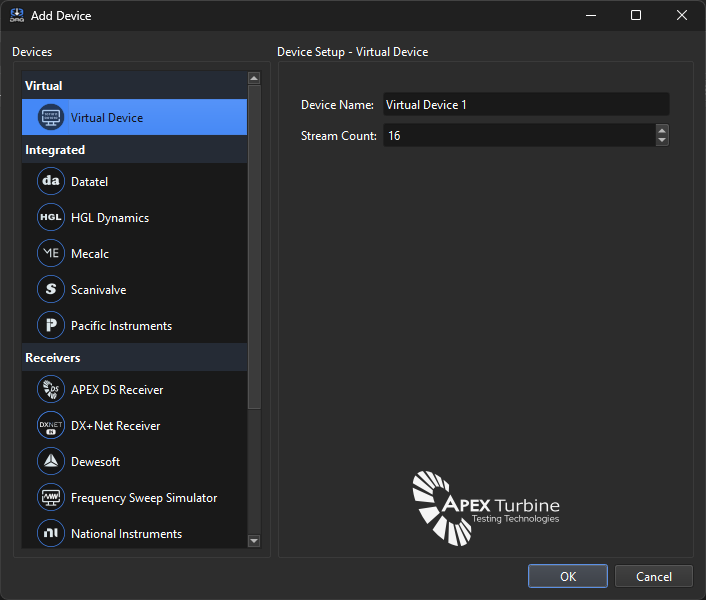 Add Device
Devices
Virtual
Virtual Device
Integrated
da Datatel
HGL HGL Dynamics
ME Mecalc
S Scanivalve
P Pacific Instruments
Receivers
DS APEX DS Receiver
DXNET DX+Net Receiver
Dewesoft
Frequency Sweep Simulator
National Instruments
Device Setup - Virtual Device
Device Name: Virtual Device 1
Stream Count: 16
APEX Turbine
Testing Technologies
OK Cancel